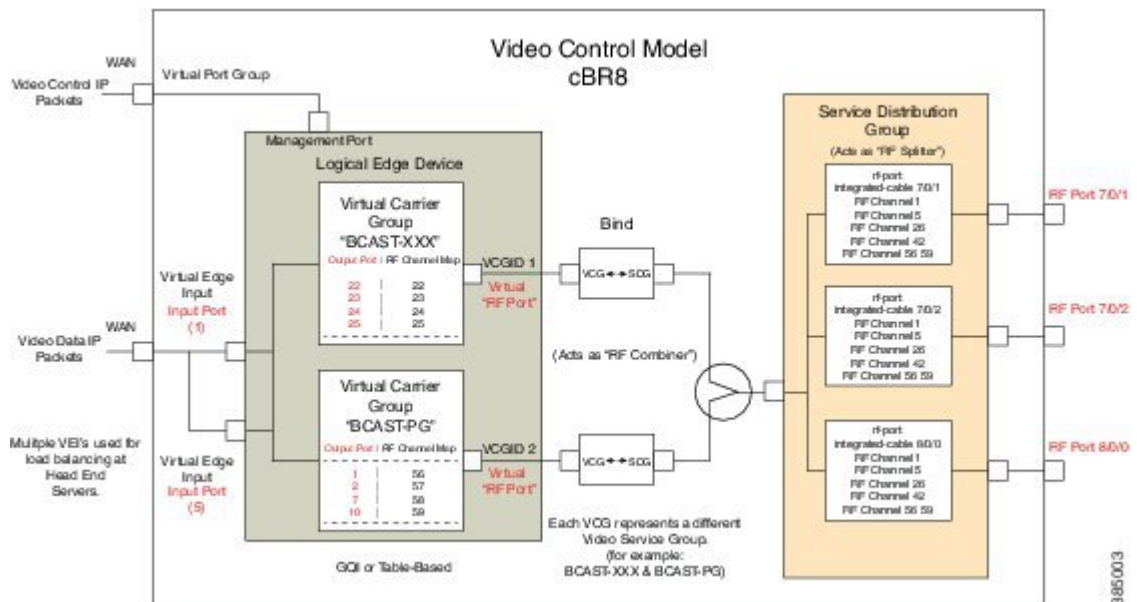 Video Control Model
cBR8
WAN
Video Control IP
Packets
Virtual Port Group
Management Port
Logical Edge Device
Virtual Carrier
Group
"BCAST-XXX"
Output Port | RF Channel Map
22 22
23 23
24 24
25 25
VCGID 1
Virtual
"RF Port"
Virtual Edge
Input
Input Port
(1)
WAN
Video Data IP
Packets
Virtual Carrier
Group
"BCAST-PG"
Output Port | RF Channel Map
1 56
2 57
7 58
10 59
VCGID 2
Virtual
"RF Port"
Mulitple VEI's used for
load balancing at
Head End
Servers.
Virtual Edge
Input
Input Port
(5)
GQI or Table-Based
Bind
VCG SDG
(Acts as "RF Combiner")
VCG SDG
Each VCG represents a different
Video Service Group.
(for example:
BCAST-XXX & BCAST-PG)
Service Distribution
Group
(Acts as "RF Splitter")
rf-port
integrated-cable 7/0/1
RF Channel 1
RF Channel 5
RF Channel 26
RF Channel 42
RF Channel 56 59
rf-port
integrated-cable 7/0/2
RF Channel 1
RF Channel 5
RF Channel 26
RF Channel 42
RF Channel 56 59
rf-port
integrated-cable 8/0/0
RF Channel 1
RF Channel 5
RF Channel 26
RF Channel 42
RF Channel 56 59
RF Port 7/0/1
RF Port 7/0/2
RF Port 8/0/0
385003